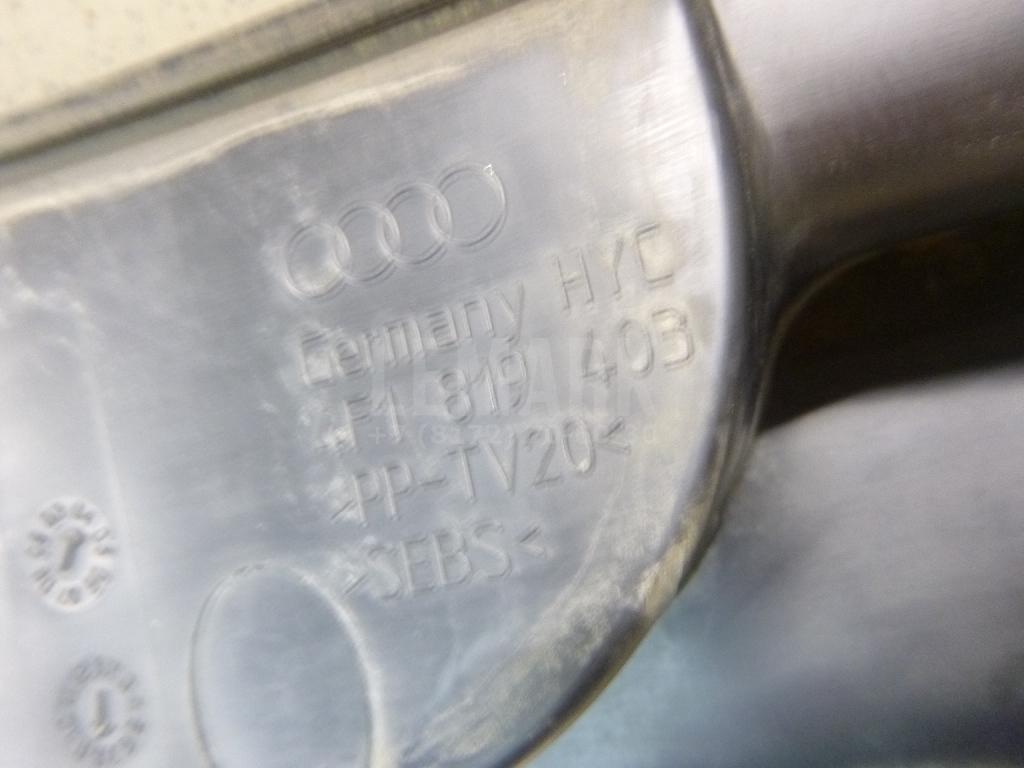 Germany HYC
4F1 819 403
>PP-TV20<
>SEBS<